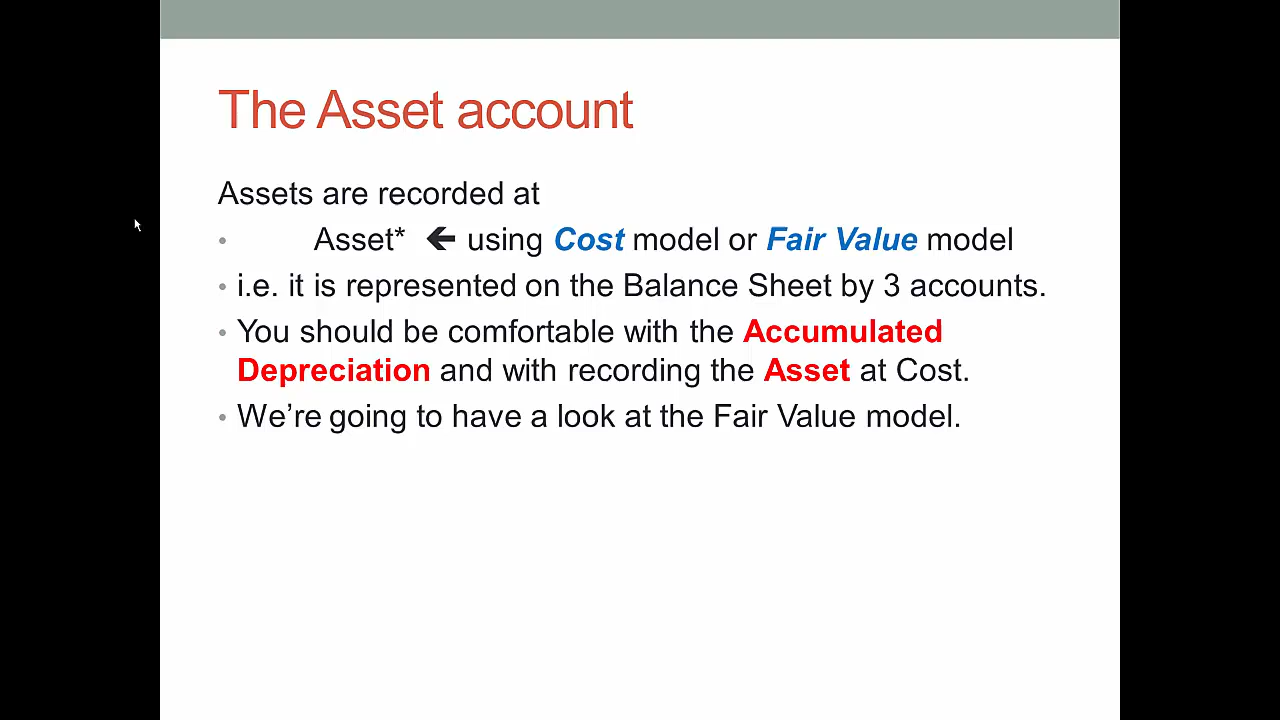 The Asset account
Assets are recorded at
• Asset* 🡸 using Cost model or Fair Value model
• i.e. it is represented on the Balance Sheet by 3 accounts.
• You should be comfortable with the Accumulated
Depreciation and with recording the Asset at Cost.
• We’re going to have a look at the Fair Value model.